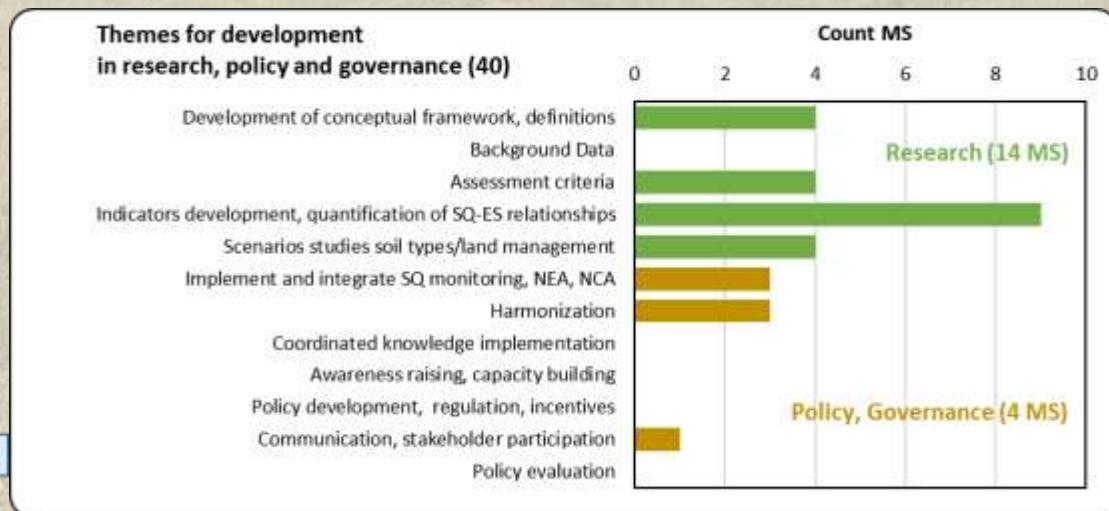 Themes for development
in research, policy and governance (40)
Count MS
0 2 4 6 8 10
Development of conceptual framework, definitions
Background Data
Research (14 MS)
Assessment criteria
Indicators development, quantification of SQ-ES relationships
Scenarios studies soil types/land management
Implement and integrate SQ monitoring, NEA, NCA
Harmonization
Coordinated knowledge implementation
Awareness raising, capacity building
Policy development, regulation, incentives
Policy, Governance (4 MS)
Communication, stakeholder participation
Policy evaluation